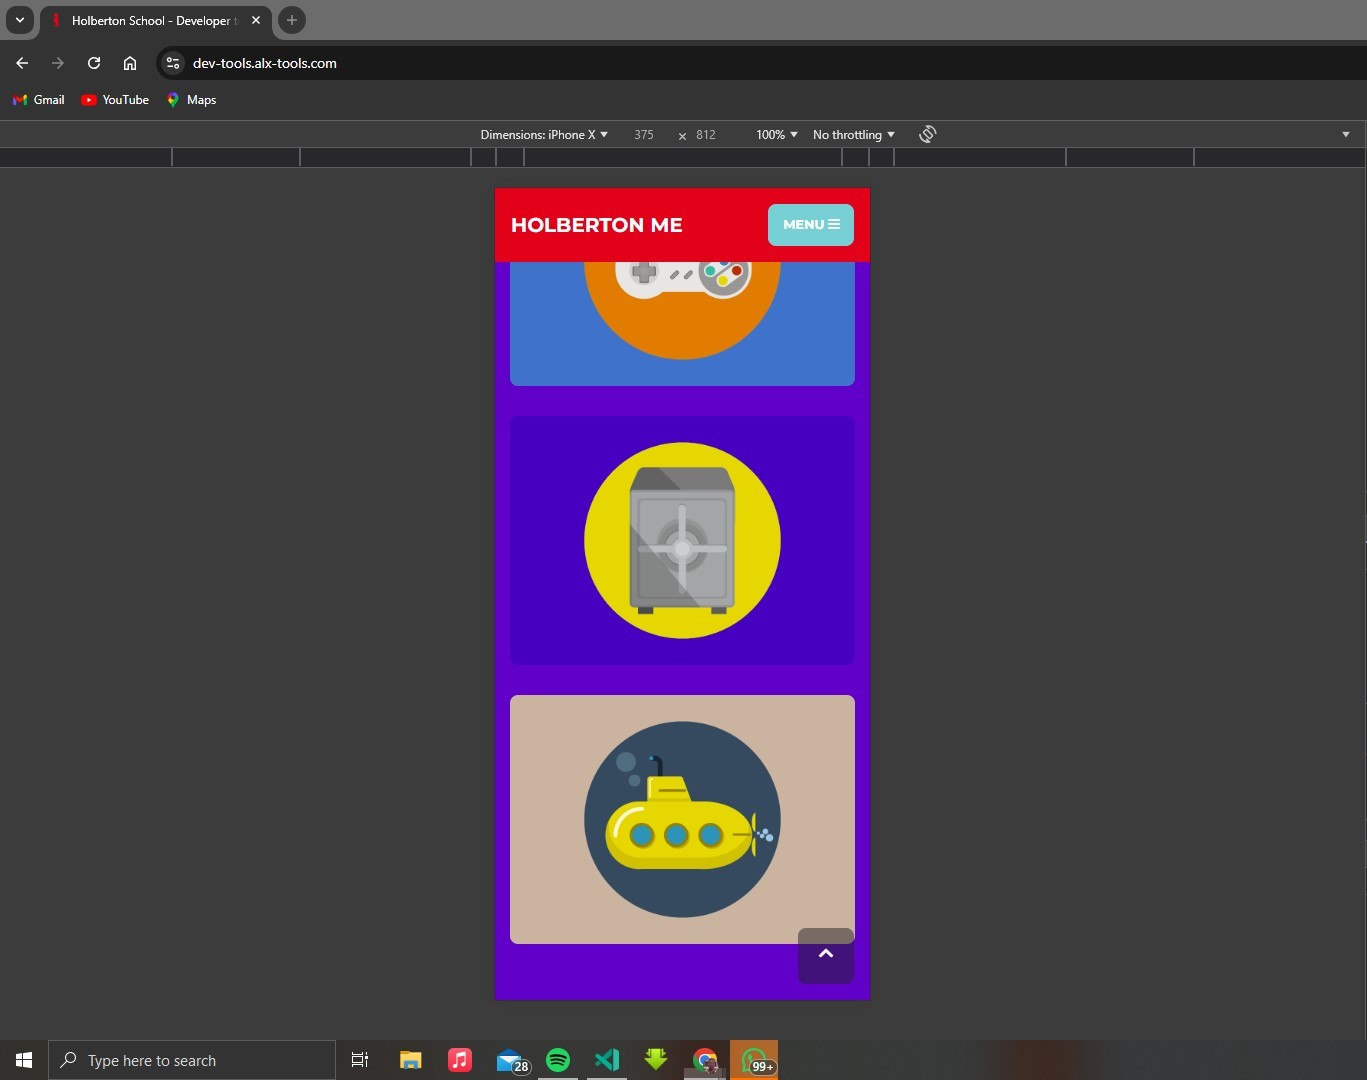 Holberton School - Developer t
dev-tools.alx-tools.com
Gmail
YouTube
Maps
Dimensions: iPhone X
375
×
812
100%
No throttling
HOLBERTON ME
MENU
Type here to search
28
99+